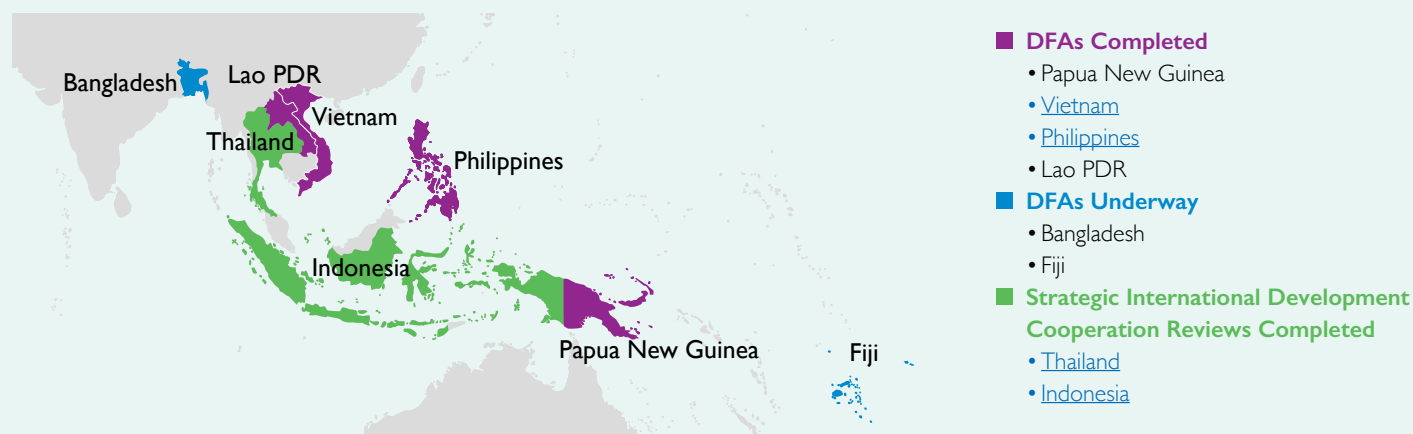 Bangladesh
Lao PDR
Vietnam
Thailand
Philippines
Indonesia
Papua New Guinea
Fiji
DFAs Completed
• Papua New Guinea
• Vietnam
• Philippines
• Lao PDR
DFAs Underway
• Bangladesh
• Fiji
Strategic International Development
Cooperation Reviews Completed
• Thailand
• Indonesia